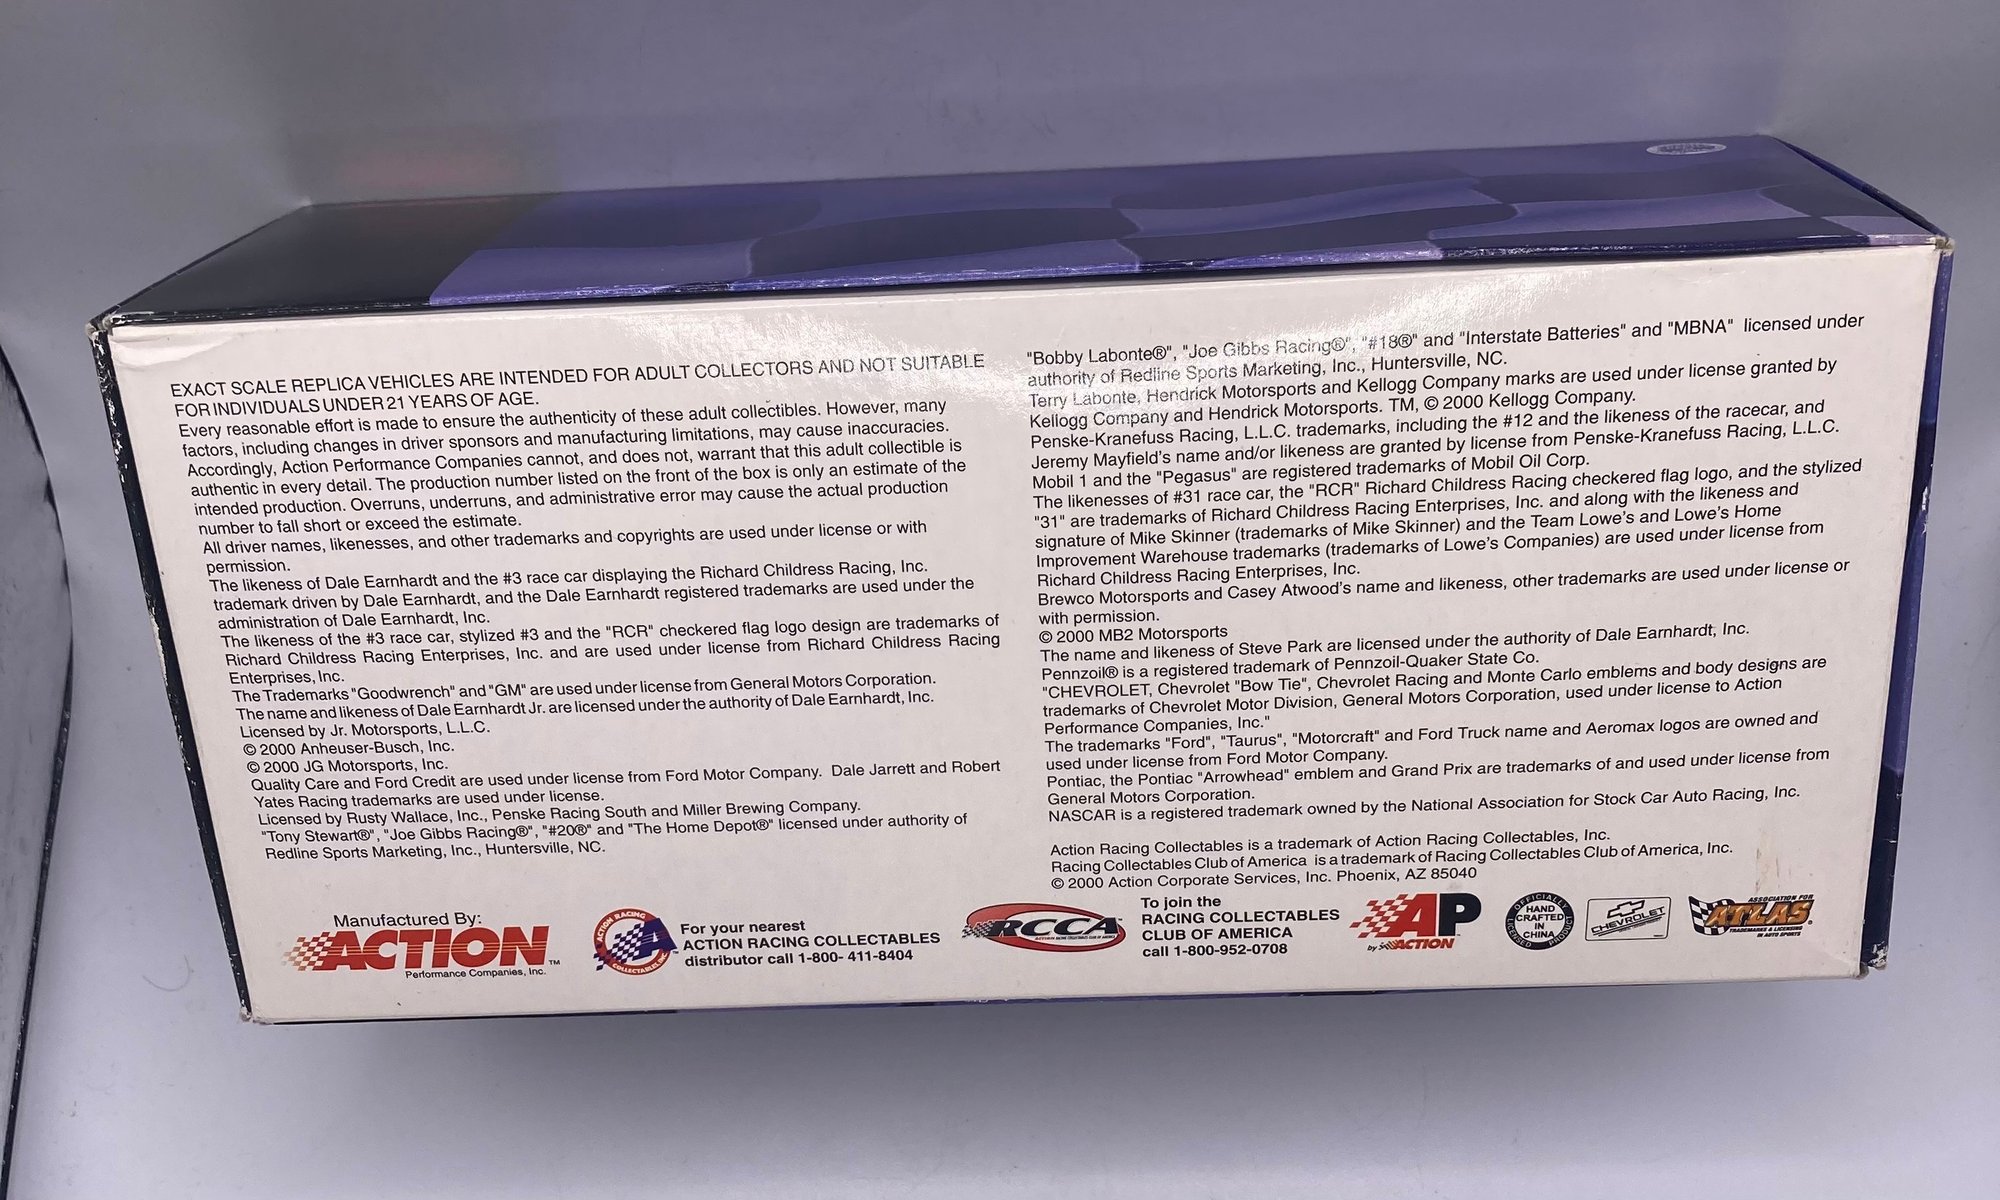 EXACT SCALE REPLICA VEHICLES ARE INTENDED FOR ADULT COLLECTORS AND NOT SUITABLE
FOR INDIVIDUALS UNDER 21 YEARS OF AGE.
Every reasonable effort is made to ensure the authenticity of these adult collectibles. However, many
factors, including changes in driver sponsors and manufacturing limitations, may cause inaccuracies.
Accordingly, Action Performance Companies cannot, and does not, warrant that this adult collectible is
authentic in every detail. The production number listed on the front of the box is only an estimate of the
intended production. Overruns, underruns, and administrative error may cause the actual production
number to fall short or exceed the estimate.
All driver names, likenesses, and other trademarks and copyrights are used under license or with
permission.
The likeness of Dale Earnhardt and the #3 race car displaying the Richard Childress Racing, Inc.
trademark driven by Dale Earnhardt, and the Dale Earnhardt registered trademarks are used under the
administration of Dale Earnhardt, Inc.
The likeness of the #3 race car, stylized #3 and the "RCR" checkered flag logo design are trademarks of
Richard Childress Racing Enterprises, Inc. and are used under license from Richard Childress Racing
Enterprises, Inc.
The Trademarks "Goodwrench" and "GM" are used under license from General Motors Corporation.
The name and likeness of Dale Earnhardt Jr. are licensed under the authority of Dale Earnhardt, Inc.
Licensed by Jr. Motorsports, L.L.C.
© 2000 Anheuser-Busch, Inc.
© 2000 JG Motorsports, Inc.
Quality Care and Ford Credit are used under license from Ford Motor Company. Dale Jarrett and Robert
Yates Racing trademarks are used under license.
Licensed by Rusty Wallace, Inc., Penske Racing South and Miller Brewing Company.
"Tony Stewart®", "Joe Gibbs Racing®", "#20®" and "The Home Depot®" licensed under authority of
Redline Sports Marketing, Inc., Huntersville, NC.
"Bobby Labonte®", "Joe Gibbs Racing®", "#18®" and "Interstate Batteries" and "MBNA" licensed under
authority of Redline Sports Marketing, Inc., Huntersville, NC.
Terry Labonte, Hendrick Motorsports and Kellogg Company marks are used under license granted by
Kellogg Company and Hendrick Motorsports. TM, © 2000 Kellogg Company.
Penske-Kranefuss Racing, L.L.C. trademarks, including the #12 and the likeness of the racecar, and
Jeremy Mayfield's name and/or likeness are granted by license from Penske-Kranefuss Racing, L.L.C.
Mobil 1 and the "Pegasus" are registered trademarks of Mobil Oil Corp.
The likenesses of #31 race car, the "RCR" Richard Childress Racing checkered flag logo, and the stylized
"31" are trademarks of Richard Childress Racing Enterprises, Inc. and along with the likeness and
signature of Mike Skinner (trademarks of Mike Skinner) and the Team Lowe's and Lowe's Home
Improvement Warehouse trademarks (trademarks of Lowe's Companies) are used under license from
Richard Childress Racing Enterprises, Inc.
Brewco Motorsports and Casey Atwood's name and likeness, other trademarks are used under license or
with permission.
© 2000 MB2 Motorsports
The name and likeness of Steve Park are licensed under the authority of Dale Earnhardt, Inc.
Pennzoil® is a registered trademark of Pennzoil-Quaker State Co.
"CHEVROLET, Chevrolet "Bow Tie", Chevrolet Racing and Monte Carlo emblems and body designs are
trademarks of Chevrolet Motor Division, General Motors Corporation, used under license to Action
Performance Companies, Inc."
The trademarks "Ford", "Taurus", "Motorcraft" and Ford Truck name and Aeromax logos are owned and
used under license from Ford Motor Company.
Pontiac, the Pontiac "Arrowhead" emblem and Grand Prix are trademarks of and used under license from
General Motors Corporation.
NASCAR is a registered trademark owned by the National Association for Stock Car Auto Racing, Inc.
Action Racing Collectables is a trademark of Action Racing Collectables, Inc.
Racing Collectables Club of America is a trademark of Racing Collectables Club of America, Inc.
© 2000 Action Corporate Services, Inc. Phoenix, AZ 85040
Manufactured By:
ACTION™
Performance Companies, Inc.
ACTION RACING
A™
COLLECTABLES, INC.
For your nearest
ACTION RACING COLLECTABLES
distributor call 1-800- 411-8404
RCCA™
To join the
RACING COLLECTABLES
CLUB OF AMERICA
call 1-800-952-0708
AP
by ACTION
OFFICIALLY
HAND
CRAFTED
IN
CHINA
LICENSED PRODUCT
CHEVROLET
ASSOCIATION FOR
ATLAS®
TRADEMARKS & LICENSING
IN AUTO SPORTS